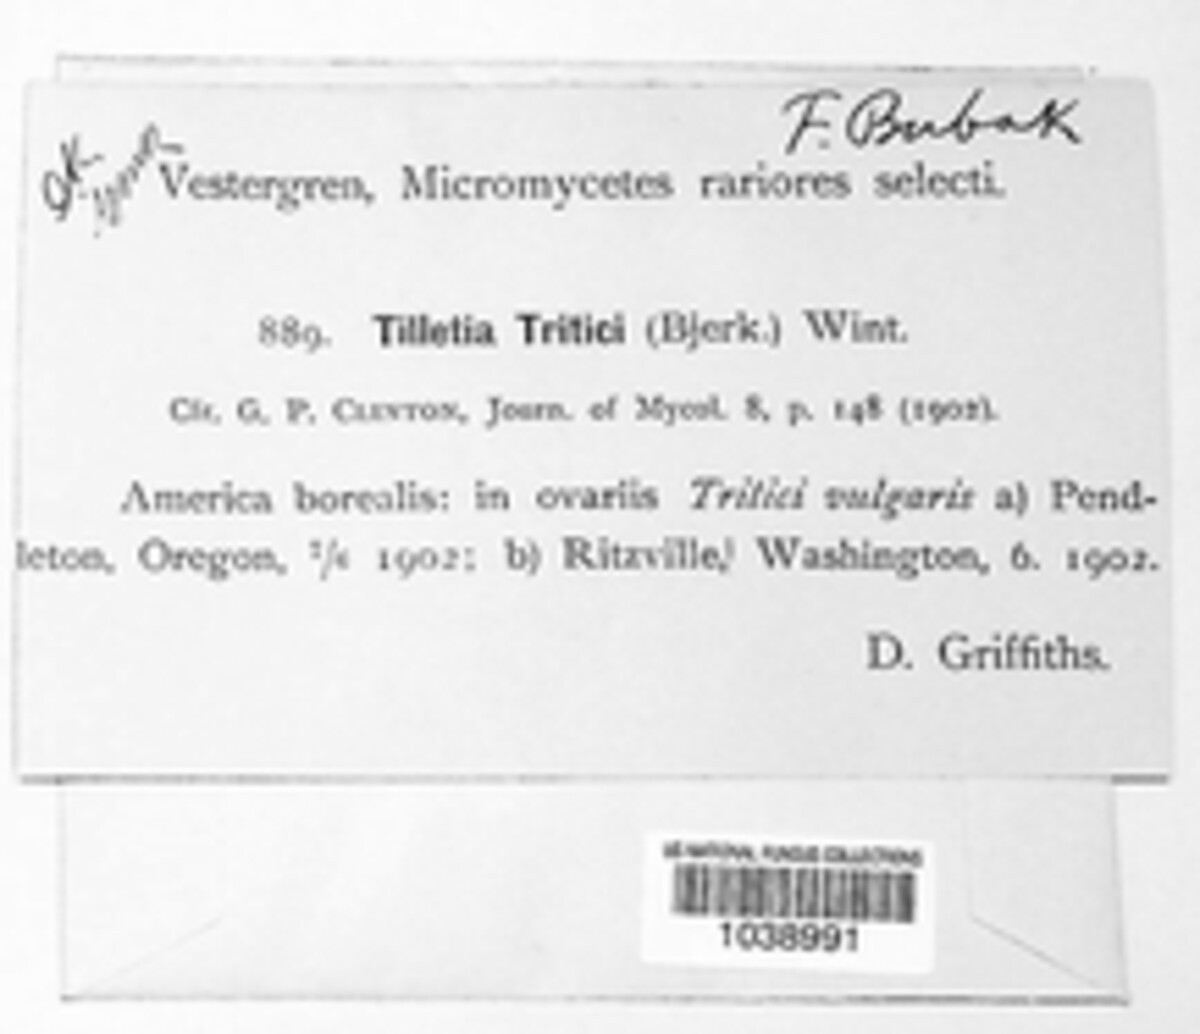 F. Bubak
O.K.
Vestergren, Micromycetes rariores selecti.
889. Tilletia Tritici (Bjerk.) Wint.
Cfr. G. P. CLINTON, Journ. of Mycol. 8, p. 148 (1902).
America borealis: in ovariis Tritici vulgaris a) Pend-
leton, Oregon, 1902; b) Ritzville, Washington, 6. 1902.
D. Griffiths.
US NATIONAL FUNGUS COLLECTIONS
1038991